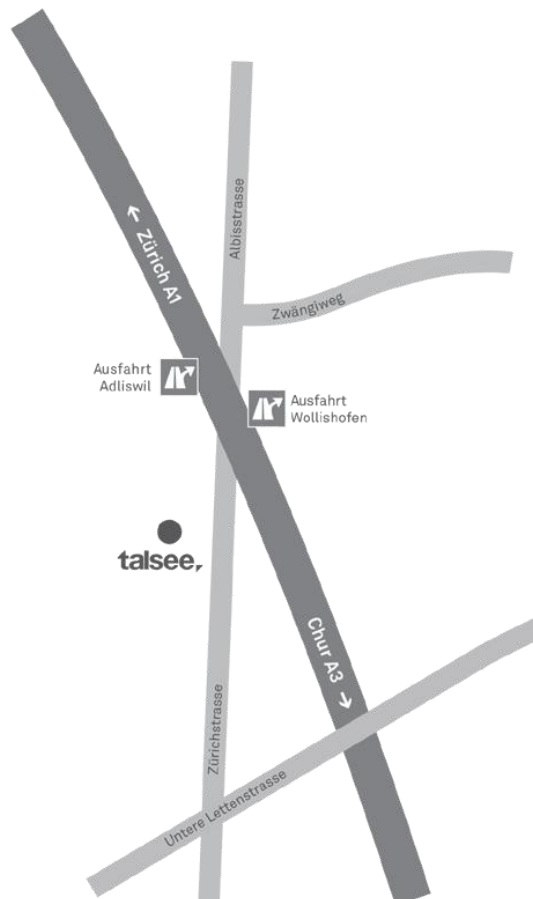 Albisstrasse
← Zürich A1
Zwängiweg
Ausfahrt
Adliswil
Ausfahrt
Wollishofen
talsee
Chur A3 →
Zürichstrasse
Untere Lettenstrasse